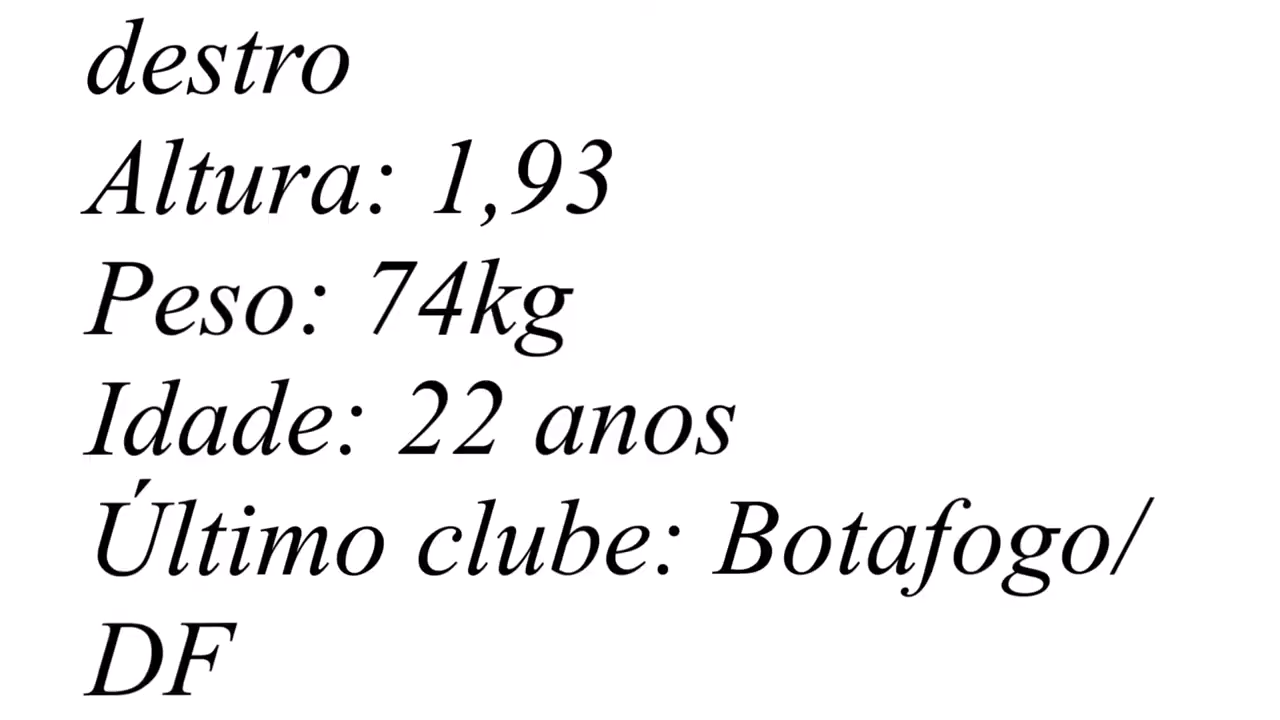 destro
Altura: 1,93
Peso: 74kg
Idade: 22 anos
Último clube: Botafogo/
DF